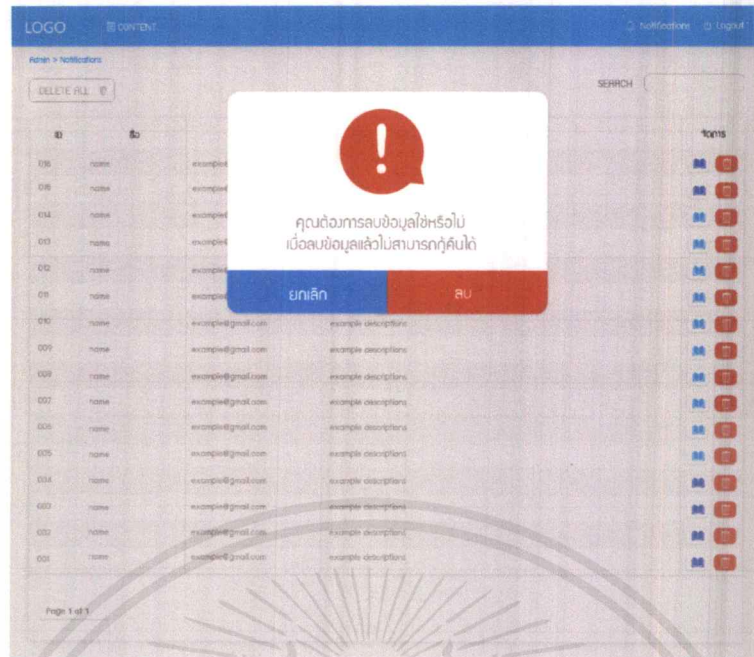 LOGO CONTENT Notifications Logout
Admin > Notifications
DELETE ALL SEARCH
ID ชื่อ จัดการ
016 name example
015 name example
014 name example
013 name example
012 name example
011 name example
คุณต้องการลบข้อมูลใช่หรือไม่
เมื่อลบข้อมูลแล้วไม่สามารถกู้คืนได้
ยกเลิก ลบ
010 name example@gmail.com example descriptions
009 name example@gmail.com example descriptions
008 name example@gmail.com example descriptions
007 name example@gmail.com example descriptions
006 name example@gmail.com example descriptions
005 name example@gmail.com example descriptions
004 name example@gmail.com example descriptions
003 name example@gmail.com example descriptions
002 name example@gmail.com example descriptions
001 name example@gmail.com example descriptions
Page 1 of 1